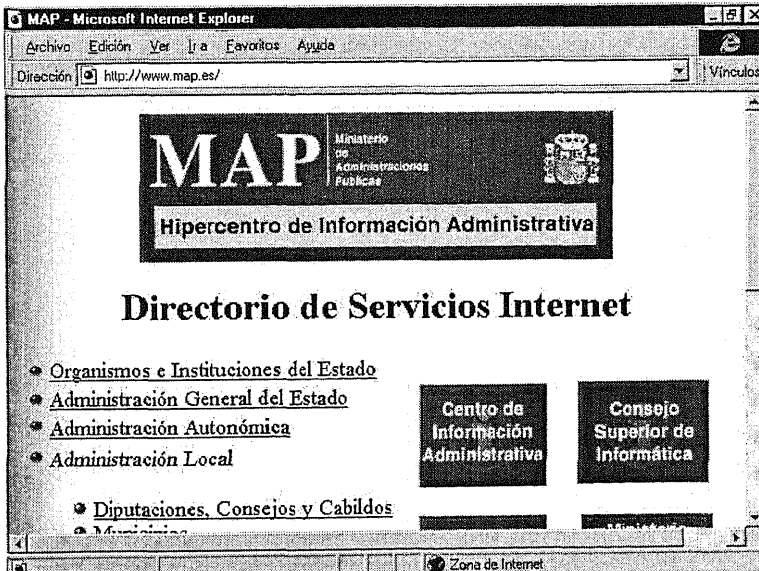 MAP - Microsoft Internet Explorer
Archivo Edición Ver Ir a Favoritos Ayuda
Dirección http://www.map.es/ Vínculos
MAP
Ministerio
de
Administraciones
Públicas
Hipercentro de Información Administrativa
Directorio de Servicios Internet
Organismos e Instituciones del Estado
Administración General del Estado
Administración Autonómica
Administración Local
Diputaciones, Consejos y Cabildos
Municipios
Centro de
Información
Administrativa
Consejo
Superior de
Informática
Ministerio
Zona de Internet